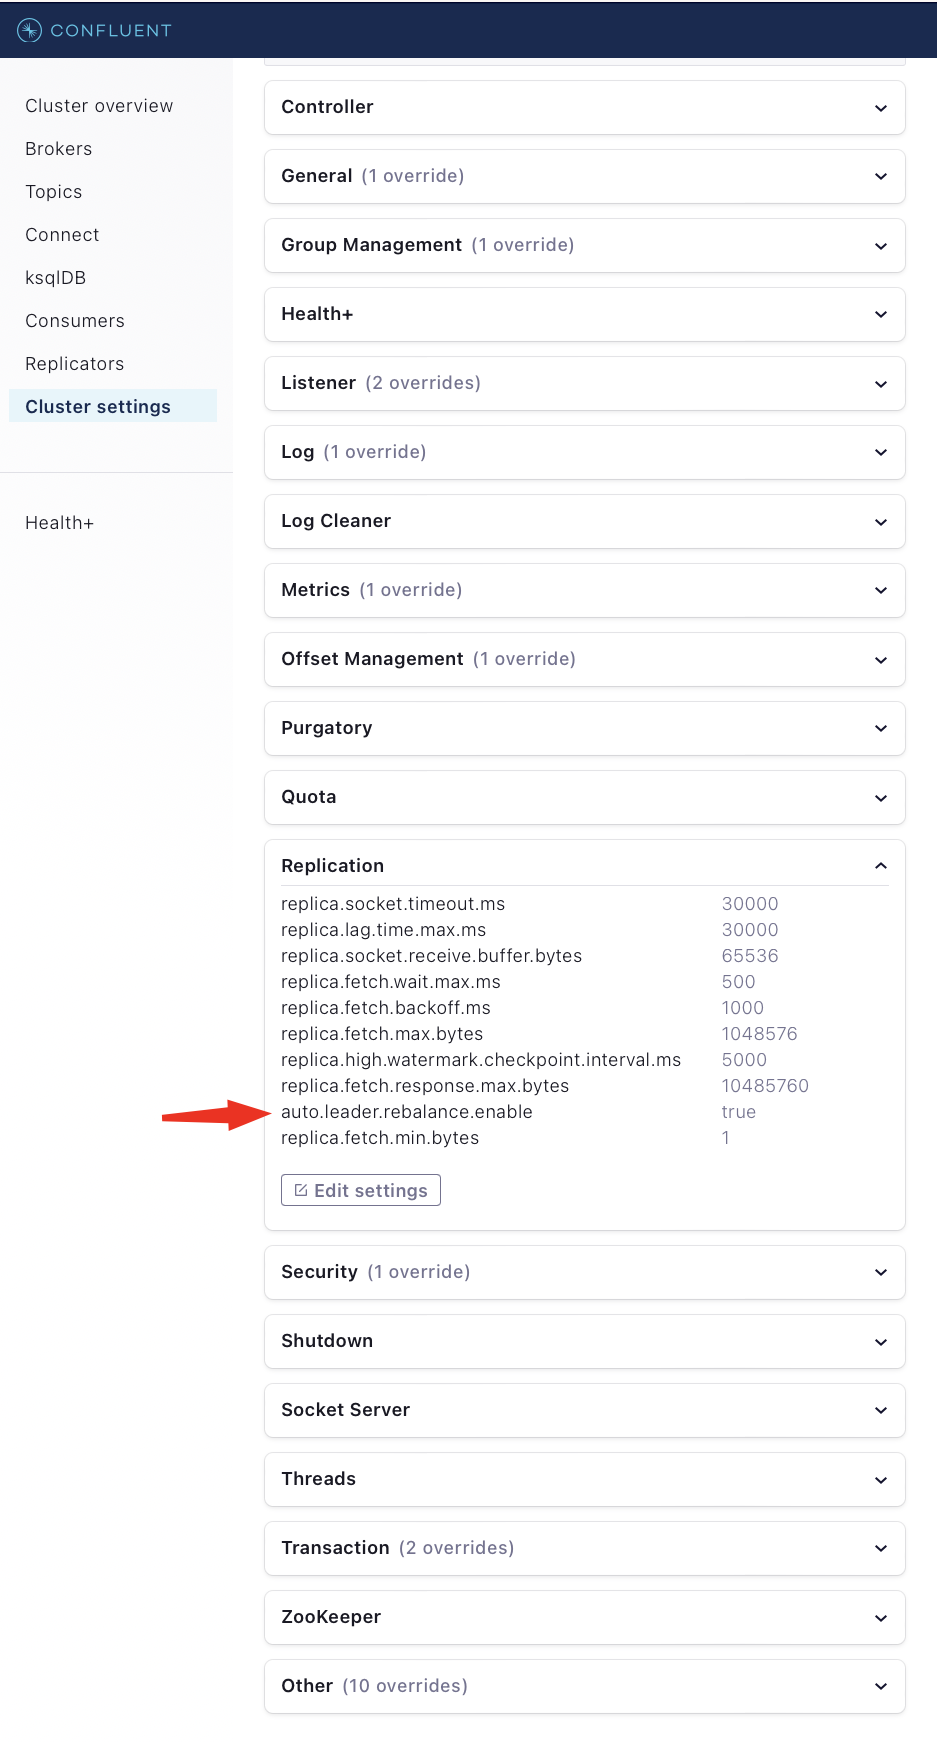 CONFLUENT
Cluster overview
Brokers
Topics
Connect
ksqlDB
Consumers
Replicators
Cluster settings
Health+
Controller
General (1 override)
Group Management (1 override)
Health+
Listener (2 overrides)
Log (1 override)
Log Cleaner
Metrics (1 override)
Offset Management (1 override)
Purgatory
Quota
Replication
replica.socket.timeout.ms 30000
replica.lag.time.max.ms 30000
replica.socket.receive.buffer.bytes 65536
replica.fetch.wait.max.ms 500
replica.fetch.backoff.ms 1000
replica.fetch.max.bytes 1048576
replica.high.watermark.checkpoint.interval.ms 5000
replica.fetch.response.max.bytes 10485760
auto.leader.rebalance.enable true
replica.fetch.min.bytes 1
Edit settings
Security (1 override)
Shutdown
Socket Server
Threads
Transaction (2 overrides)
ZooKeeper
Other (10 overrides)